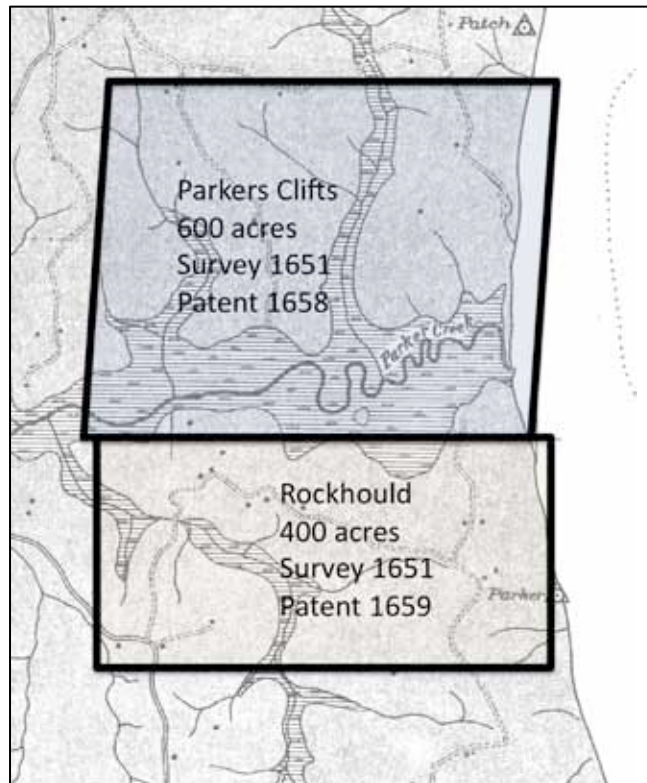 Patch
Parkers Clifts
600 acres
Survey 1651
Patent 1658
Parker Creek
Rockhould
400 acres
Survey 1651
Patent 1659
Parker